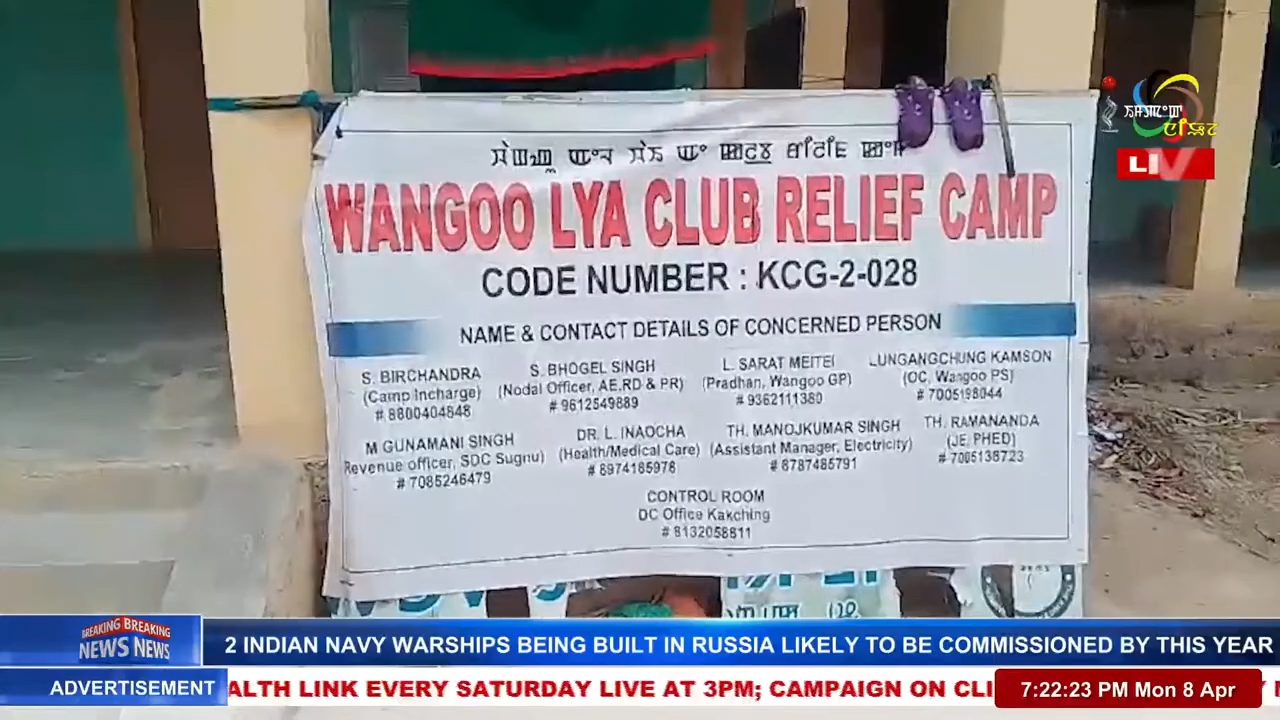 WANGOO LYA CLUB RELIEF CAMP
CODE NUMBER : KCG-2-028
NAME & CONTACT DETAILS OF CONCERNED PERSON
S. BIRCHANDRA
(Camp Incharge)
# 8800404848
S. BHOGEL SINGH
(Nodal Officer, AE.RD & PR)
# 9612549889
L. SARAT MEITEI
(Pradhan, Wangoo GP)
# 9362111380
LUNGANGCHUNG KAMSON
(OC, Wangoo PS)
# 7005198044
M GUNAMANI SINGH
Revenue officer, SDC Sugnu)
# 7085246479
DR. L. INAOCHA
(Health/Medical Care)
# 8974185978
TH. MANOJKUMAR SINGH
(Assistant Manager, Electricity)
# 8787485791
TH. RAMANANDA
(JE, PHED)
# 7005138723
CONTROL ROOM
DC Office Kakching
# 8132058811
LIV
BREAKING BREAKING
NEWS NEWS
2 INDIAN NAVY WARSHIPS BEING BUILT IN RUSSIA LIKELY TO BE COMMISSIONED BY THIS YEAR
ADVERTISEMENT
ALTH LINK EVERY SATURDAY LIVE AT 3PM; CAMPAIGN ON CLI
7:22:23 PM Mon 8 Apr